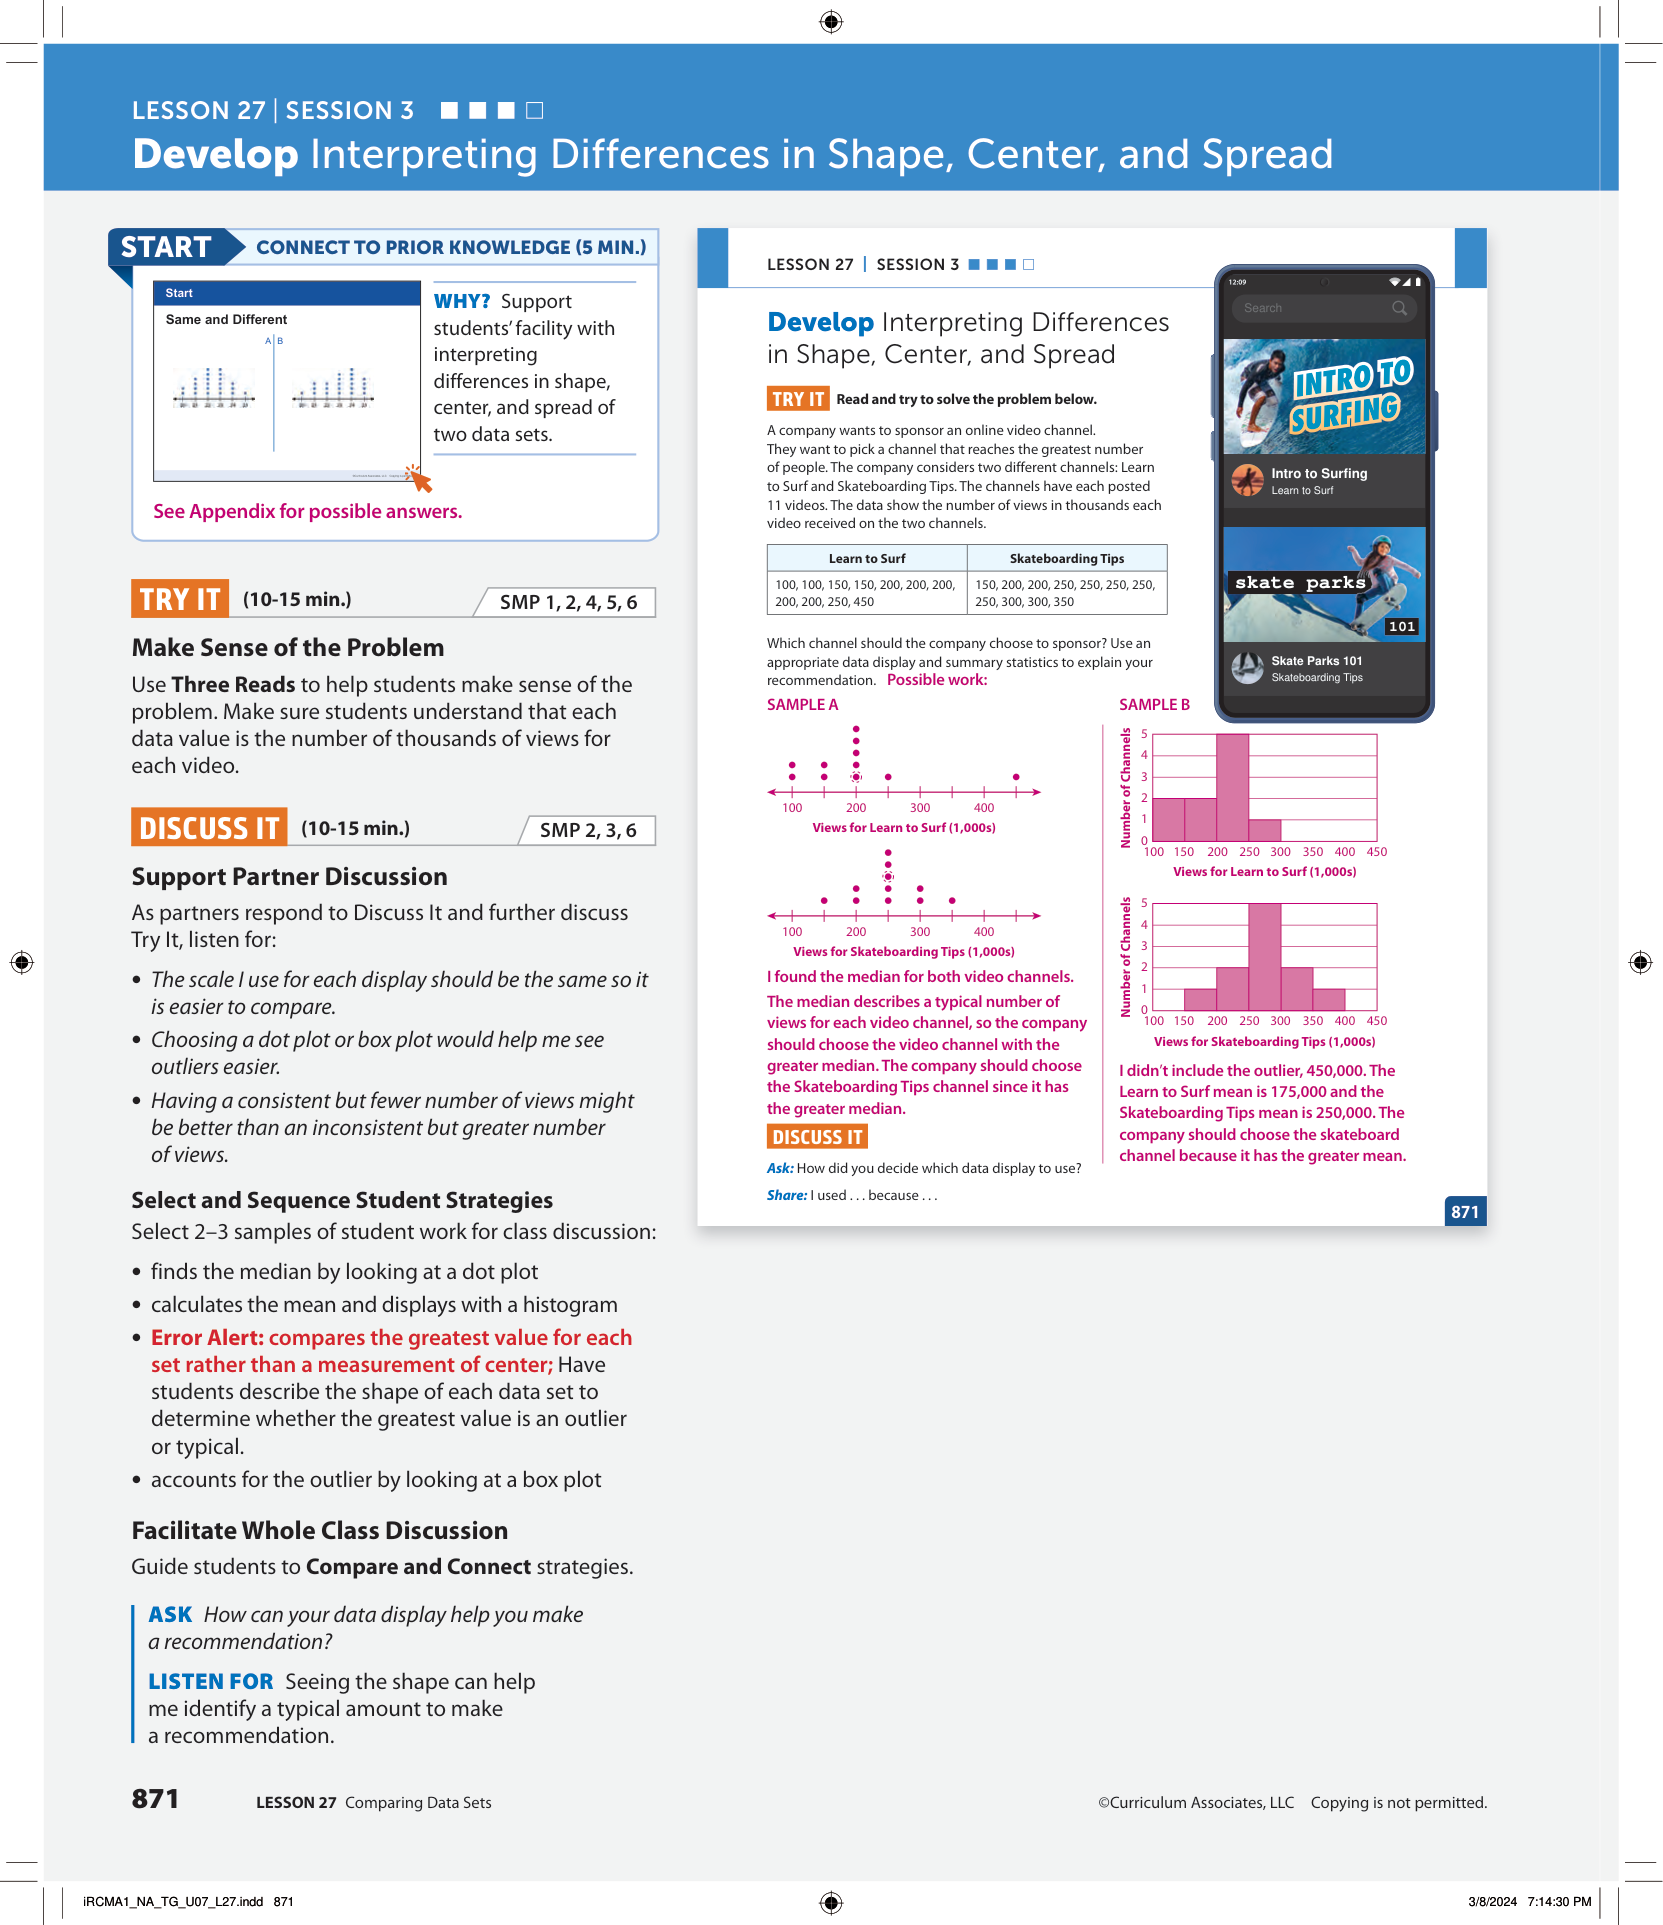 LESSON 27 | SESSION 3
Develop Interpreting Differences in Shape, Center, and Spread
START
CONNECT TO PRIOR KNOWLEDGE (5 MIN.)
Start
Same and Different
A B
WHY? Support
students’ facility with
interpreting
differences in shape,
center, and spread of
two data sets.
See Appendix for possible answers.
TRY IT (10-15 min.)
SMP 1, 2, 4, 5, 6
Make Sense of the Problem
Use Three Reads to help students make sense of the
problem. Make sure students understand that each
data value is the number of thousands of views for
each video.
DISCUSS IT (10-15 min.)
SMP 2, 3, 6
Support Partner Discussion
As partners respond to Discuss It and further discuss
Try It, listen for:
• The scale I use for each display should be the same so it
is easier to compare.
• Choosing a dot plot or box plot would help me see
outliers easier.
• Having a consistent but fewer number of views might
be better than an inconsistent but greater number
of views.
Select and Sequence Student Strategies
Select 2–3 samples of student work for class discussion:
• finds the median by looking at a dot plot
• calculates the mean and displays with a histogram
• Error Alert: compares the greatest value for each
set rather than a measurement of center; Have
students describe the shape of each data set to
determine whether the greatest value is an outlier
or typical.
• accounts for the outlier by looking at a box plot
Facilitate Whole Class Discussion
Guide students to Compare and Connect strategies.
ASK How can your data display help you make
a recommendation?
LISTEN FOR Seeing the shape can help
me identify a typical amount to make
a recommendation.
LESSON 27 | SESSION 3
Develop Interpreting Differences
in Shape, Center, and Spread
TRY IT Read and try to solve the problem below.
A company wants to sponsor an online video channel.
They want to pick a channel that reaches the greatest number
of people. The company considers two different channels: Learn
to Surf and Skateboarding Tips. The channels have each posted
11 videos. The data show the number of views in thousands each
video received on the two channels.
Learn to Surf Skateboarding Tips
100, 100, 150, 150, 200, 200, 200, 150, 200, 200, 250, 250, 250, 250,
200, 200, 250, 450 250, 300, 300, 350
Which channel should the company choose to sponsor? Use an
appropriate data display and summary statistics to explain your
recommendation. Possible work:
12:09
Search
INTRO TO
SURFING
Intro to Surfing
Learn to Surf
skate parks
101
Skate Parks 101
Skateboarding Tips
SAMPLE A
100 200 300 400
Views for Learn to Surf (1,000s)
100 200 300 400
Views for Skateboarding Tips (1,000s)
I found the median for both video channels.
The median describes a typical number of
views for each video channel, so the company
should choose the video channel with the
greater median. The company should choose
the Skateboarding Tips channel since it has
the greater median.
SAMPLE B
Number of Channels
5
4
3
2
1
0
100 150 200 250 300 350 400 450
Views for Learn to Surf (1,000s)
Number of Channels
5
4
3
2
1
0
100 150 200 250 300 350 400 450
Views for Skateboarding Tips (1,000s)
I didn’t include the outlier, 450,000. The
Learn to Surf mean is 175,000 and the
Skateboarding Tips mean is 250,000. The
company should choose the skateboard
channel because it has the greater mean.
DISCUSS IT
Ask: How did you decide which data display to use?
Share: I used . . . because . . .
871
871 LESSON 27 Comparing Data Sets
©Curriculum Associates, LLC Copying is not permitted.
iRCMA1_NA_TG_U07_L27.indd 871
3/8/2024 7:14:30 PM